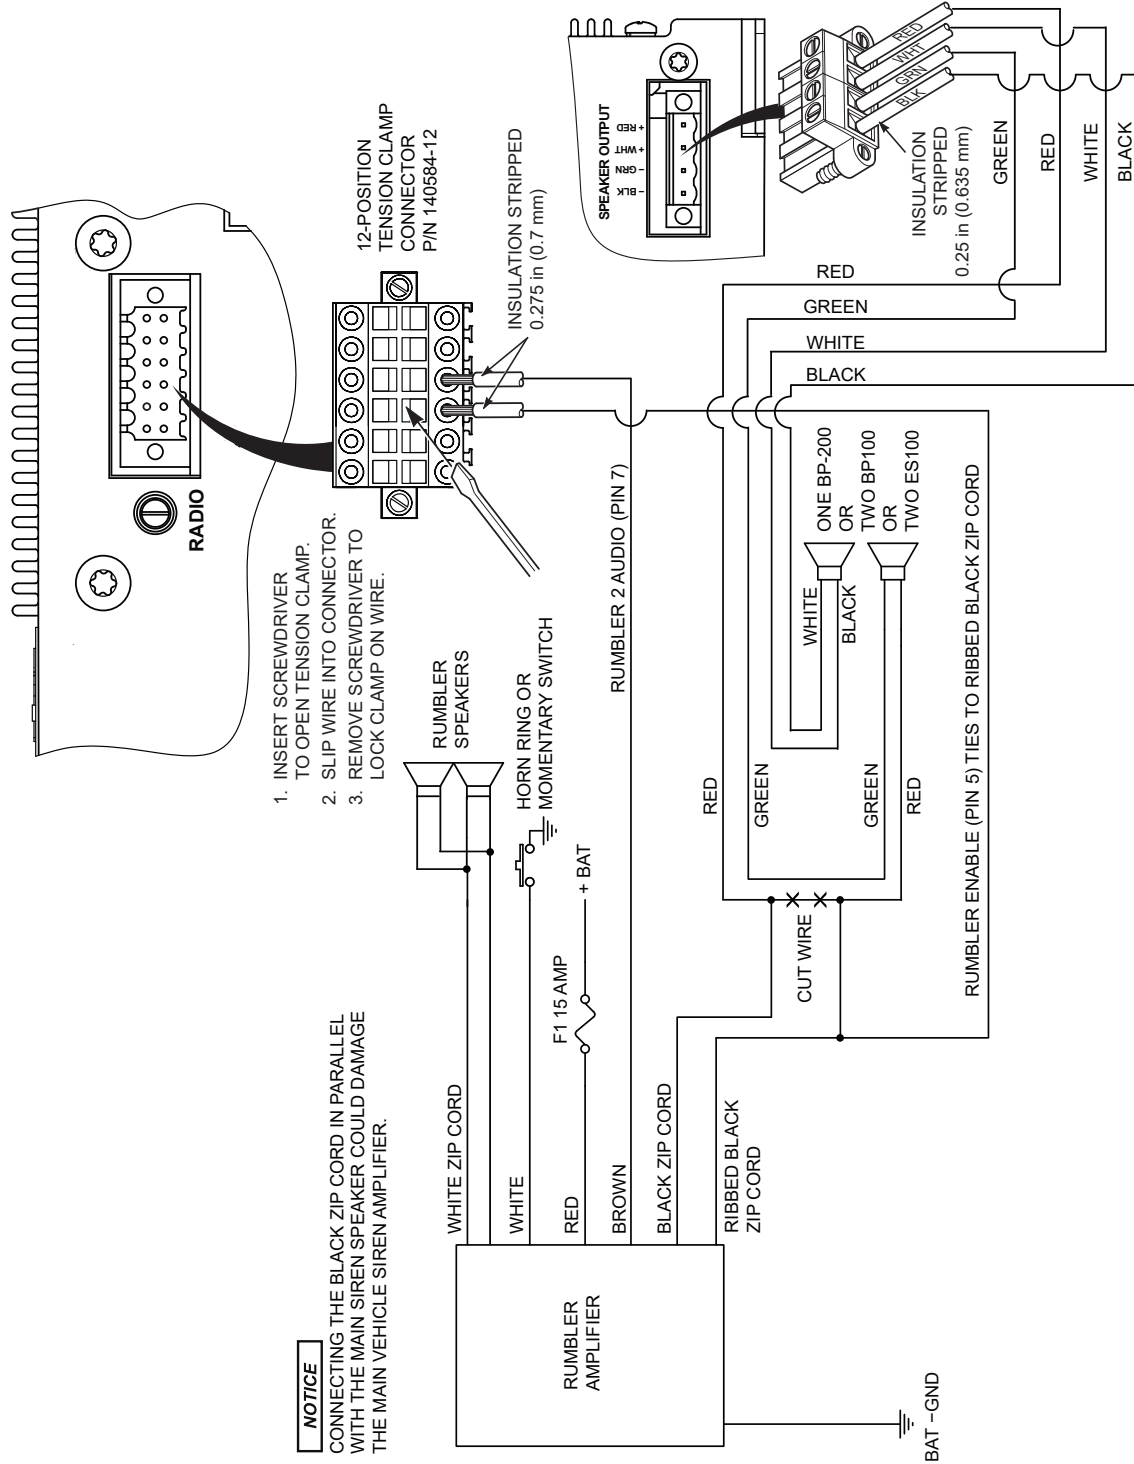 NOTICE
CONNECTING THE BLACK ZIP CORD IN PARALLEL
WITH THE MAIN SIREN SPEAKER COULD DAMAGE
THE MAIN VEHICLE SIREN AMPLIFIER.
RADIO
1. INSERT SCREWDRIVER
TO OPEN TENSION CLAMP.
2. SLIP WIRE INTO CONNECTOR.
3. REMOVE SCREWDRIVER TO
LOCK CLAMP ON WIRE.
12-POSITION
TENSION CLAMP
CONNECTOR
P/N 140584-12
INSULATION STRIPPED
0.275 in (0.7 mm)
RUMBLER
SPEAKERS
HORN RING OR
MOMENTARY SWITCH
+ BAT
F1 15 AMP
WHITE ZIP CORD
WHITE
RED
BROWN
BLACK ZIP CORD
RIBBED BLACK
ZIP CORD
RUMBLER
AMPLIFIER
BAT –GND
RUMBLER 2 AUDIO (PIN 7)
SPEAKER OUTPUT
– BLK
– GRN
+ WHT
+ RED
RED
WHT
GRN
BLK
INSULATION
STRIPPED
0.25 in (0.635 mm)
GREEN
RED
WHITE
BLACK
RED
GREEN
WHITE
BLACK
ONE BP-200
OR
TWO BP100
OR
TWO ES100
WHITE
BLACK
RED
GREEN
GREEN
RED
CUT WIRE
RUMBLER ENABLE (PIN 5) TIES TO RIBBED BLACK ZIP CORD